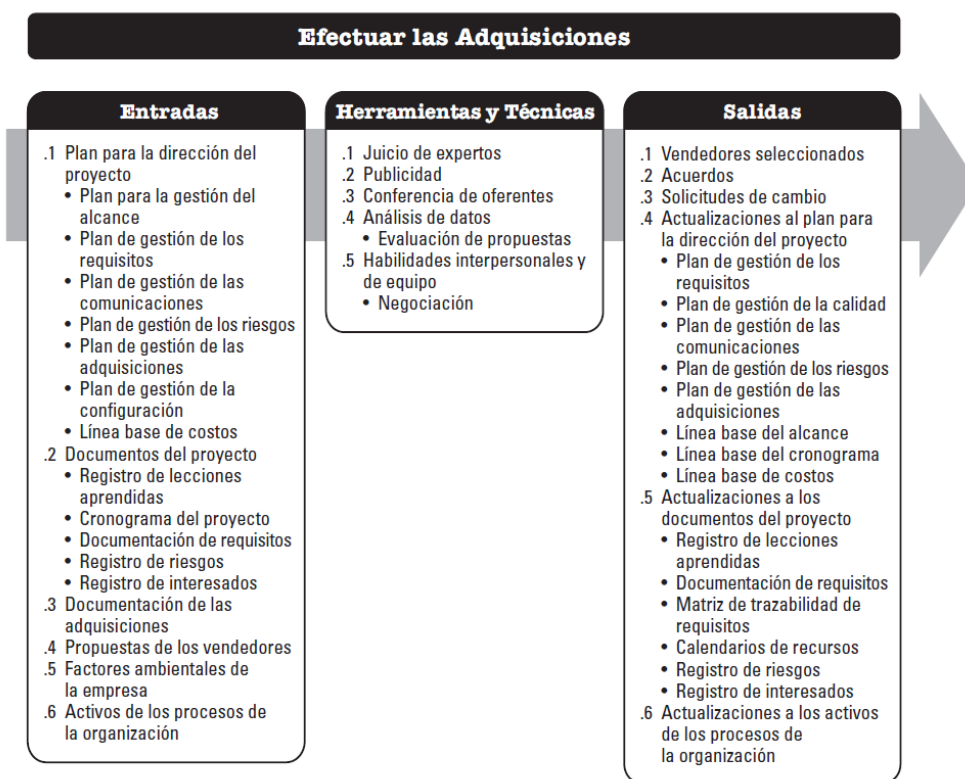 Efectuar las Adquisiciones
Entradas
.1 Plan para la dirección del
proyecto
• Plan para la gestión del
alcance
• Plan de gestión de los
requisitos
• Plan de gestión de las
comunicaciones
• Plan de gestión de los riesgos
• Plan de gestión de las
adquisiciones
• Plan de gestión de la
configuración
• Línea base de costos
.2 Documentos del proyecto
• Registro de lecciones
aprendidas
• Cronograma del proyecto
• Documentación de requisitos
• Registro de riesgos
• Registro de interesados
.3 Documentación de las
adquisiciones
.4 Propuestas de los vendedores
.5 Factores ambientales de
la empresa
.6 Activos de los procesos de
la organización
Herramientas y Técnicas
.1 Juicio de expertos
.2 Publicidad
.3 Conferencia de oferentes
.4 Análisis de datos
• Evaluación de propuestas
.5 Habilidades interpersonales y
de equipo
• Negociación
Salidas
.1 Vendedores seleccionados
.2 Acuerdos
.3 Solicitudes de cambio
.4 Actualizaciones al plan para
la dirección del proyecto
• Plan de gestión de los
requisitos
• Plan de gestión de la calidad
• Plan de gestión de las
comunicaciones
• Plan de gestión de los riesgos
• Plan de gestión de las
adquisiciones
• Línea base del alcance
• Línea base del cronograma
• Línea base de costos
.5 Actualizaciones a los
documentos del proyecto
• Registro de lecciones
aprendidas
• Documentación de requisitos
• Matriz de trazabilidad de
requisitos
• Calendarios de recursos
• Registro de riesgos
• Registro de interesados
.6 Actualizaciones a los activos
de los procesos de
la organización